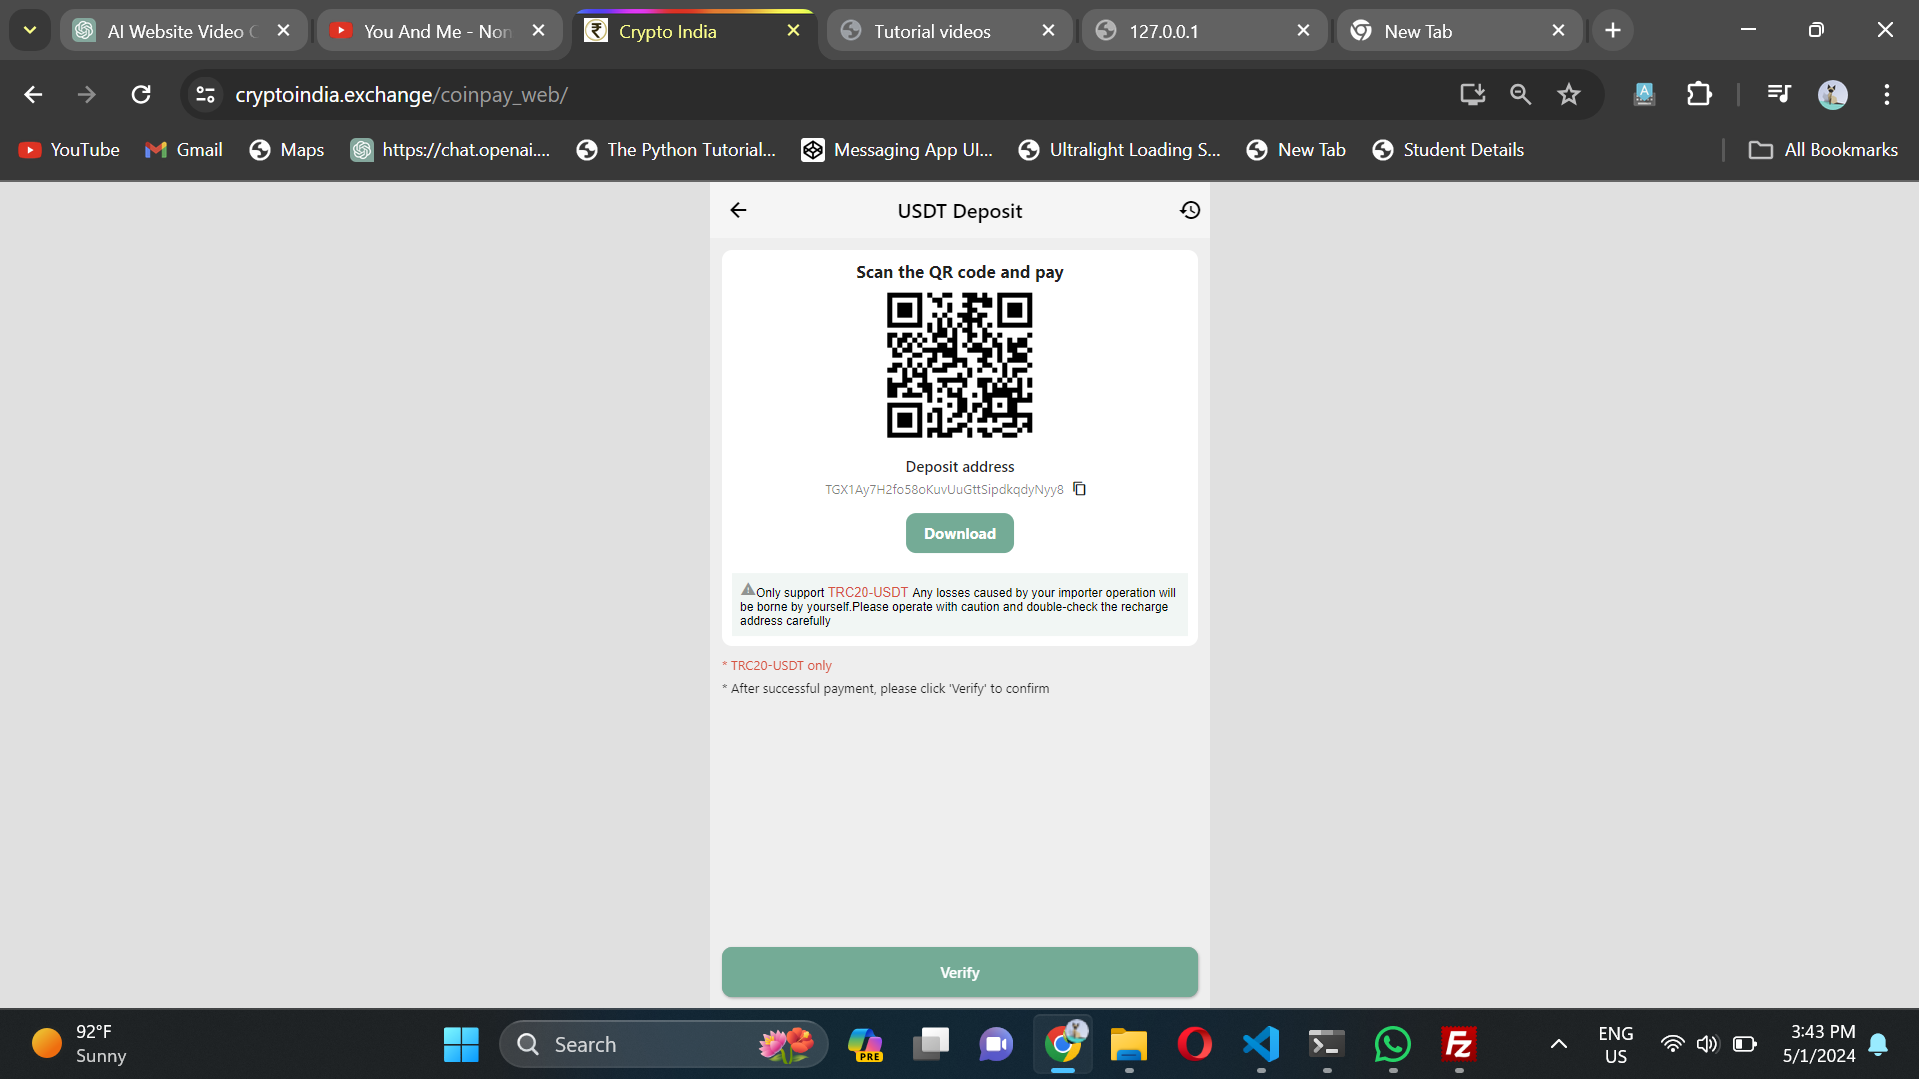 AI Website Video
You And Me - Non
Crypto India
Tutorial videos
127.0.0.1
New Tab
cryptoindia.exchange/coinpay_web/
YouTube
Gmail
Maps
https://chat.openai....
The Python Tutorial...
Messaging App UI...
Ultralight Loading S...
New Tab
Student Details
All Bookmarks
USDT Deposit
Scan the QR code and pay
Deposit address
TGX1Ay7H2fo58oKuvUuGttSipdkqdyNyy8
Download
Only support TRC20-USDT Any losses caused by your importer operation will
be borne by yourself.Please operate with caution and double-check the recharge
address carefully
* TRC20-USDT only
* After successful payment, please click 'Verify' to confirm
Verify
92°F
Sunny
Search
PRE
ENG
US
3:43 PM
5/1/2024